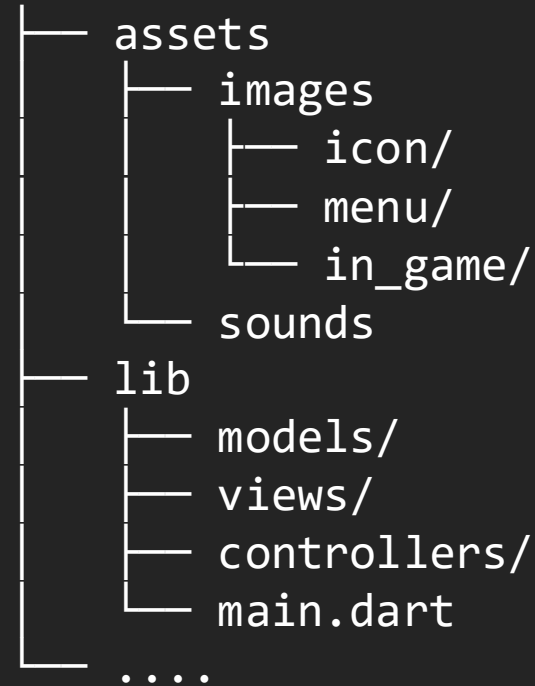 ├── assets
│   ├── images
│   │   ├── icon/
│   │   ├── menu/
│   │   └── in_game/
│   └── sounds
├── lib
│   ├── models/
│   ├── views/
│   ├── controllers/
│   └── main.dart
└── ....